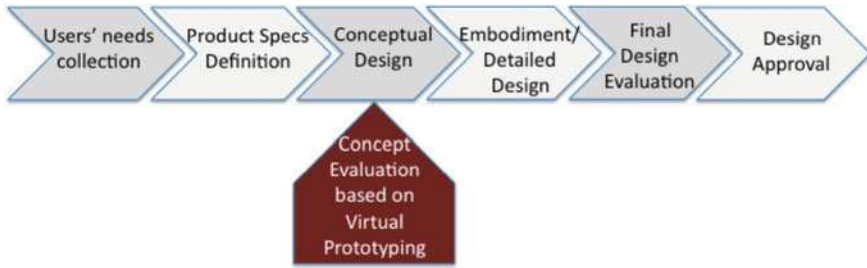 Users' needs
collection
Product Specs
Definition
Conceptual
Design
Embodiment/
Detailed
Design
Final
Design
Evaluation
Design
Approval
Concept
Evaluation
based on
Virtual
Prototyping